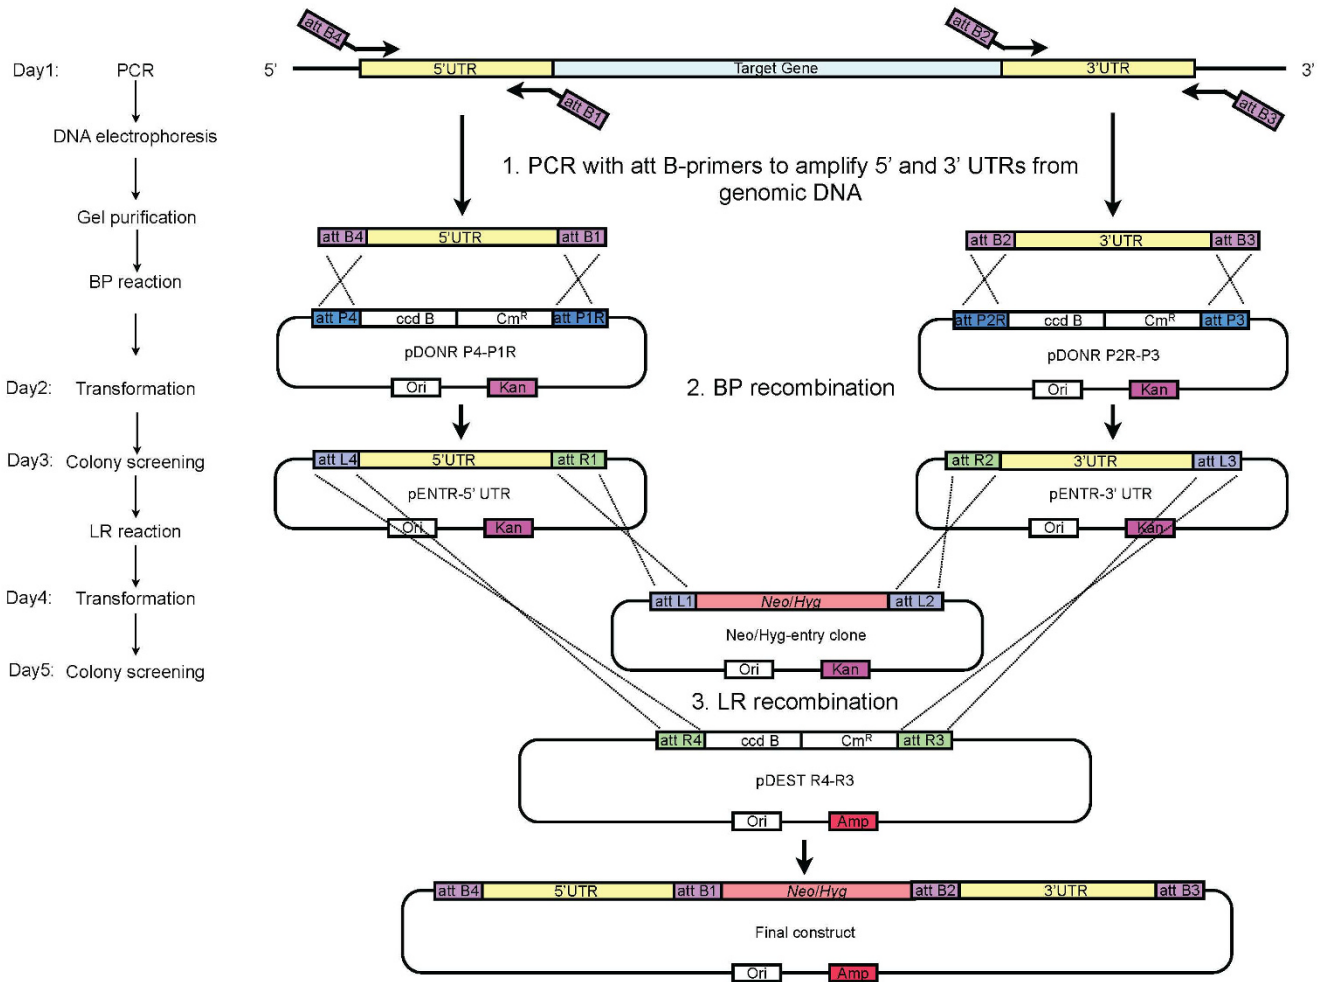 att B4
att B2
Day1:
PCR
5'
5'UTR
Target Gene
3'UTR
3'
att B1
att B3
DNA electrophoresis
1. PCR with att B-primers to amplify 5' and 3' UTRs from
genomic DNA
Gel purification
att B4
5'UTR
att B1
att B2
3'UTR
att B3
BP reaction
att P4
ccd B
CmR
att P1R
att P2R
ccd B
CmR
att P3
pDONR P4-P1R
pDONR P2R-P3
Day2:
Transformation
Ori
Kan
2. BP recombination
Ori
Kan
Day3:
Colony screening
att L4
5'UTR
att R1
att R2
3'UTR
att L3
pENTR-5' UTR
pENTR-3' UTR
LR reaction
Ori
Kan
Ori
Kan
Day4:
Transformation
att L1
Neo/Hyg
att L2
Neo/Hyg-entry clone
Day5:
Colony screening
Ori
Kan
3. LR recombination
att R4
ccd B
CmR
att R3
pDEST R4-R3
Ori
Amp
att B4
5'UTR
att B1
Neo/Hyg
att B2
3'UTR
att B3
Final construct
Ori
Amp